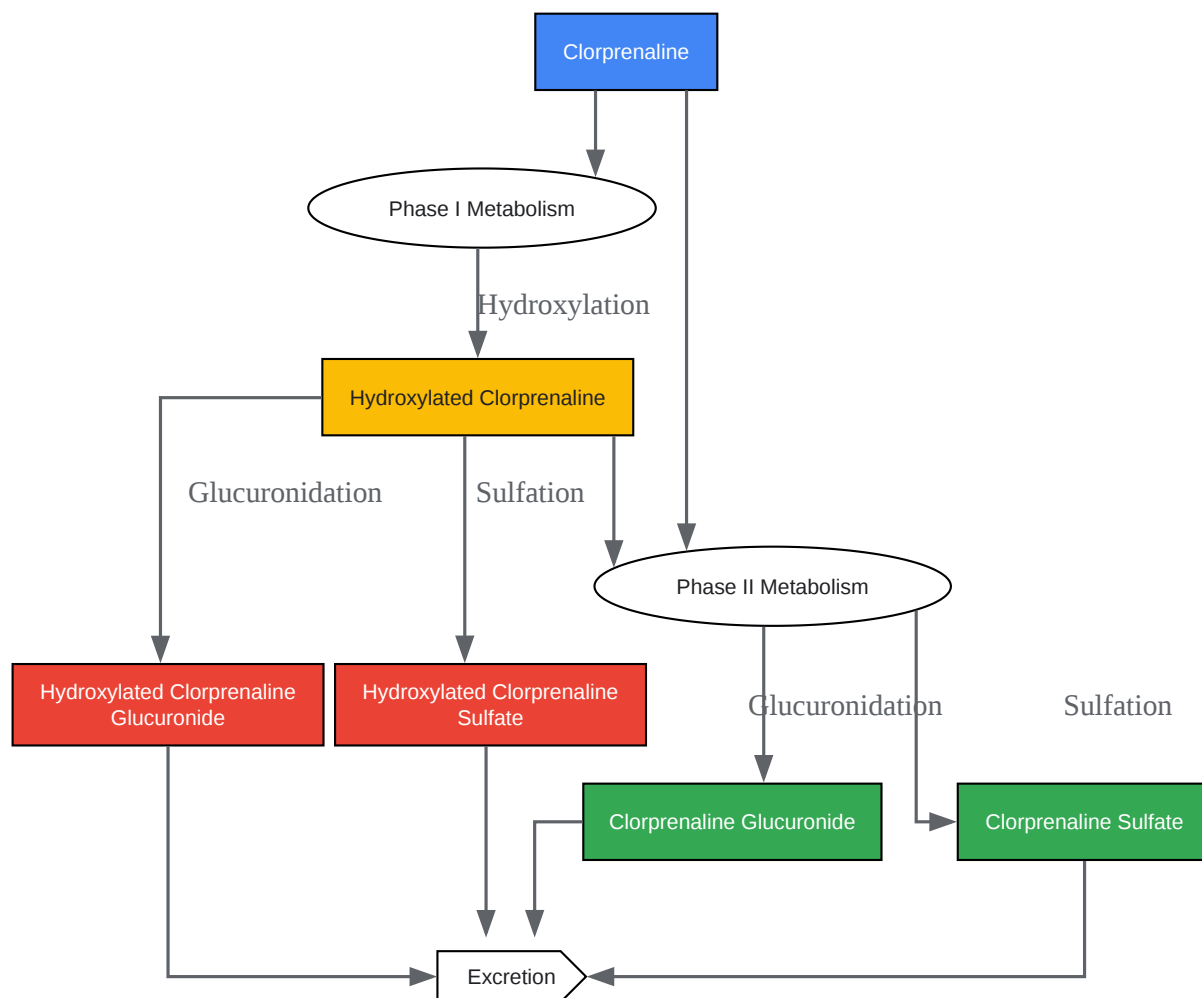 Clorprenaline
Phase I Metabolism
Hydroxylation
Hydroxylated Clorprenaline
Glucuronidation
Sulfation
Phase II Metabolism
Hydroxylated Clorprenaline
Glucuronide
Hydroxylated Clorprenaline
Sulfate
Glucuronidation
Sulfation
Clorprenaline Glucuronide
Clorprenaline Sulfate
Excretion